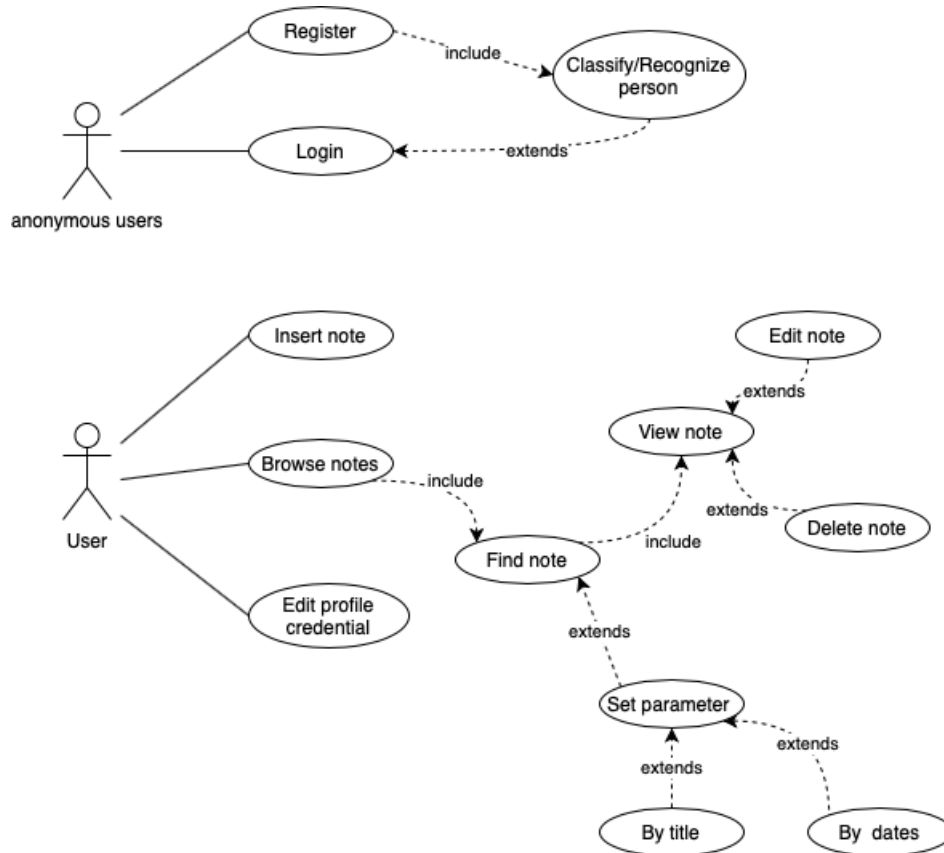 Register
include
Classify/Recognize
person
Login
extends
anonymous users
Insert note
Edit note
extends
View note
Browse notes
include
extends
Delete note
User
Find note
include
Edit profile
credential
extends
Set parameter
extends
extends
By title
By dates